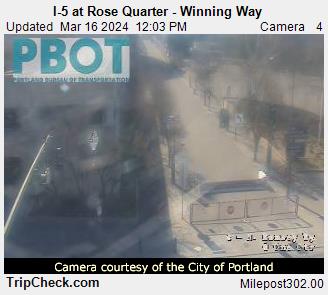 I-5 at Rose Quarter - Winning Way
Updated Mar 16 2024 12:03 PM Camera 4
PBOT
PORTLAND BUREAU OF TRANSPORTATION
Camera courtesy of the City of Portland
TripCheck.com Milepost302.00